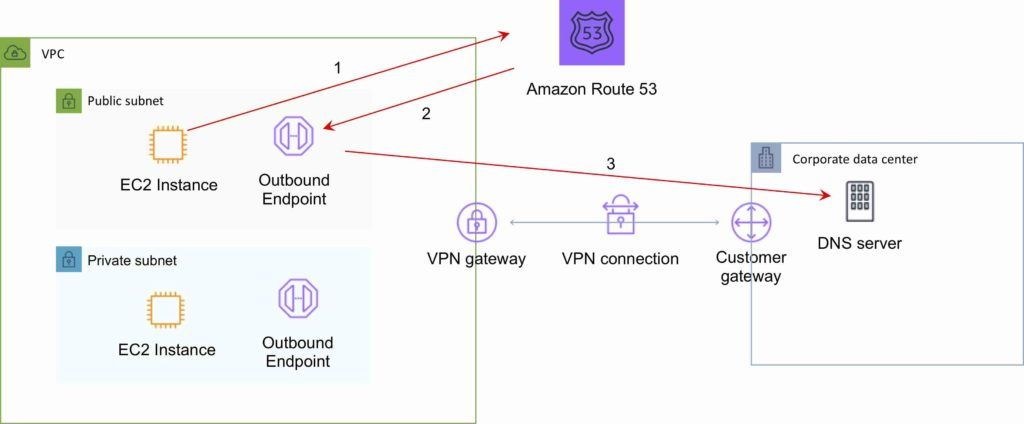 53
Amazon Route 53
VPC
1
2
3
Public subnet
EC2 Instance
Outbound
Endpoint
Corporate data center
DNS server
VPN gateway
VPN connection
Customer
gateway
Private subnet
EC2 Instance
Outbound
Endpoint